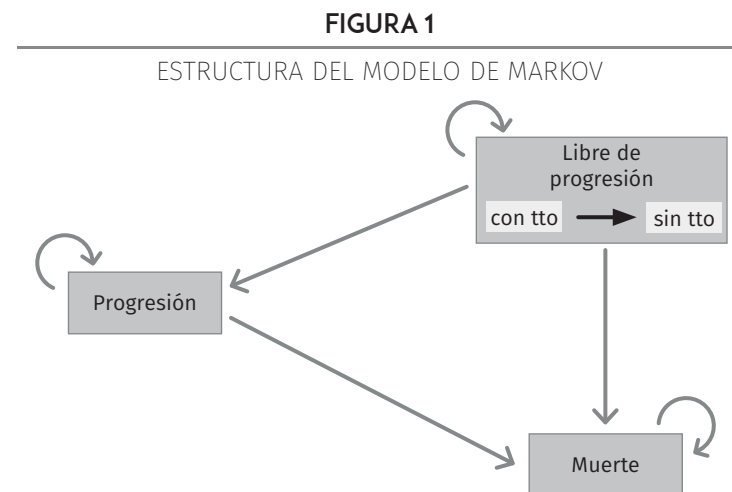 FIGURA 1
ESTRUCTURA DEL MODELO DE MARKOV
Libre de
progresión
con tto
sin tto
Progresión
Muerte